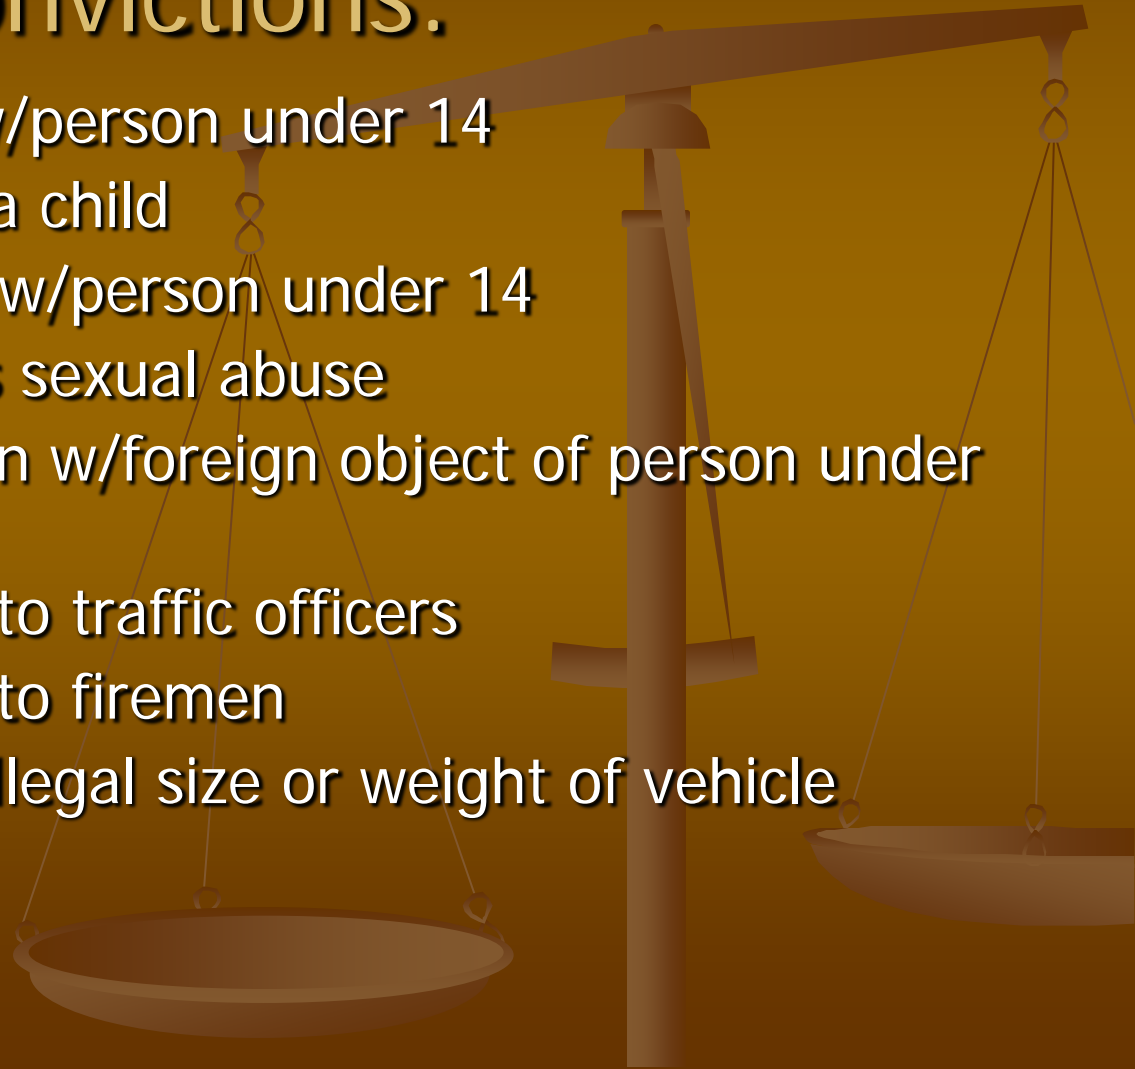 nvictions:
w/person under 14
a child
w/person under 14
s sexual abuse
n w/foreign object of person under
to traffic officers
to firemen
llegal size or weight of vehicle